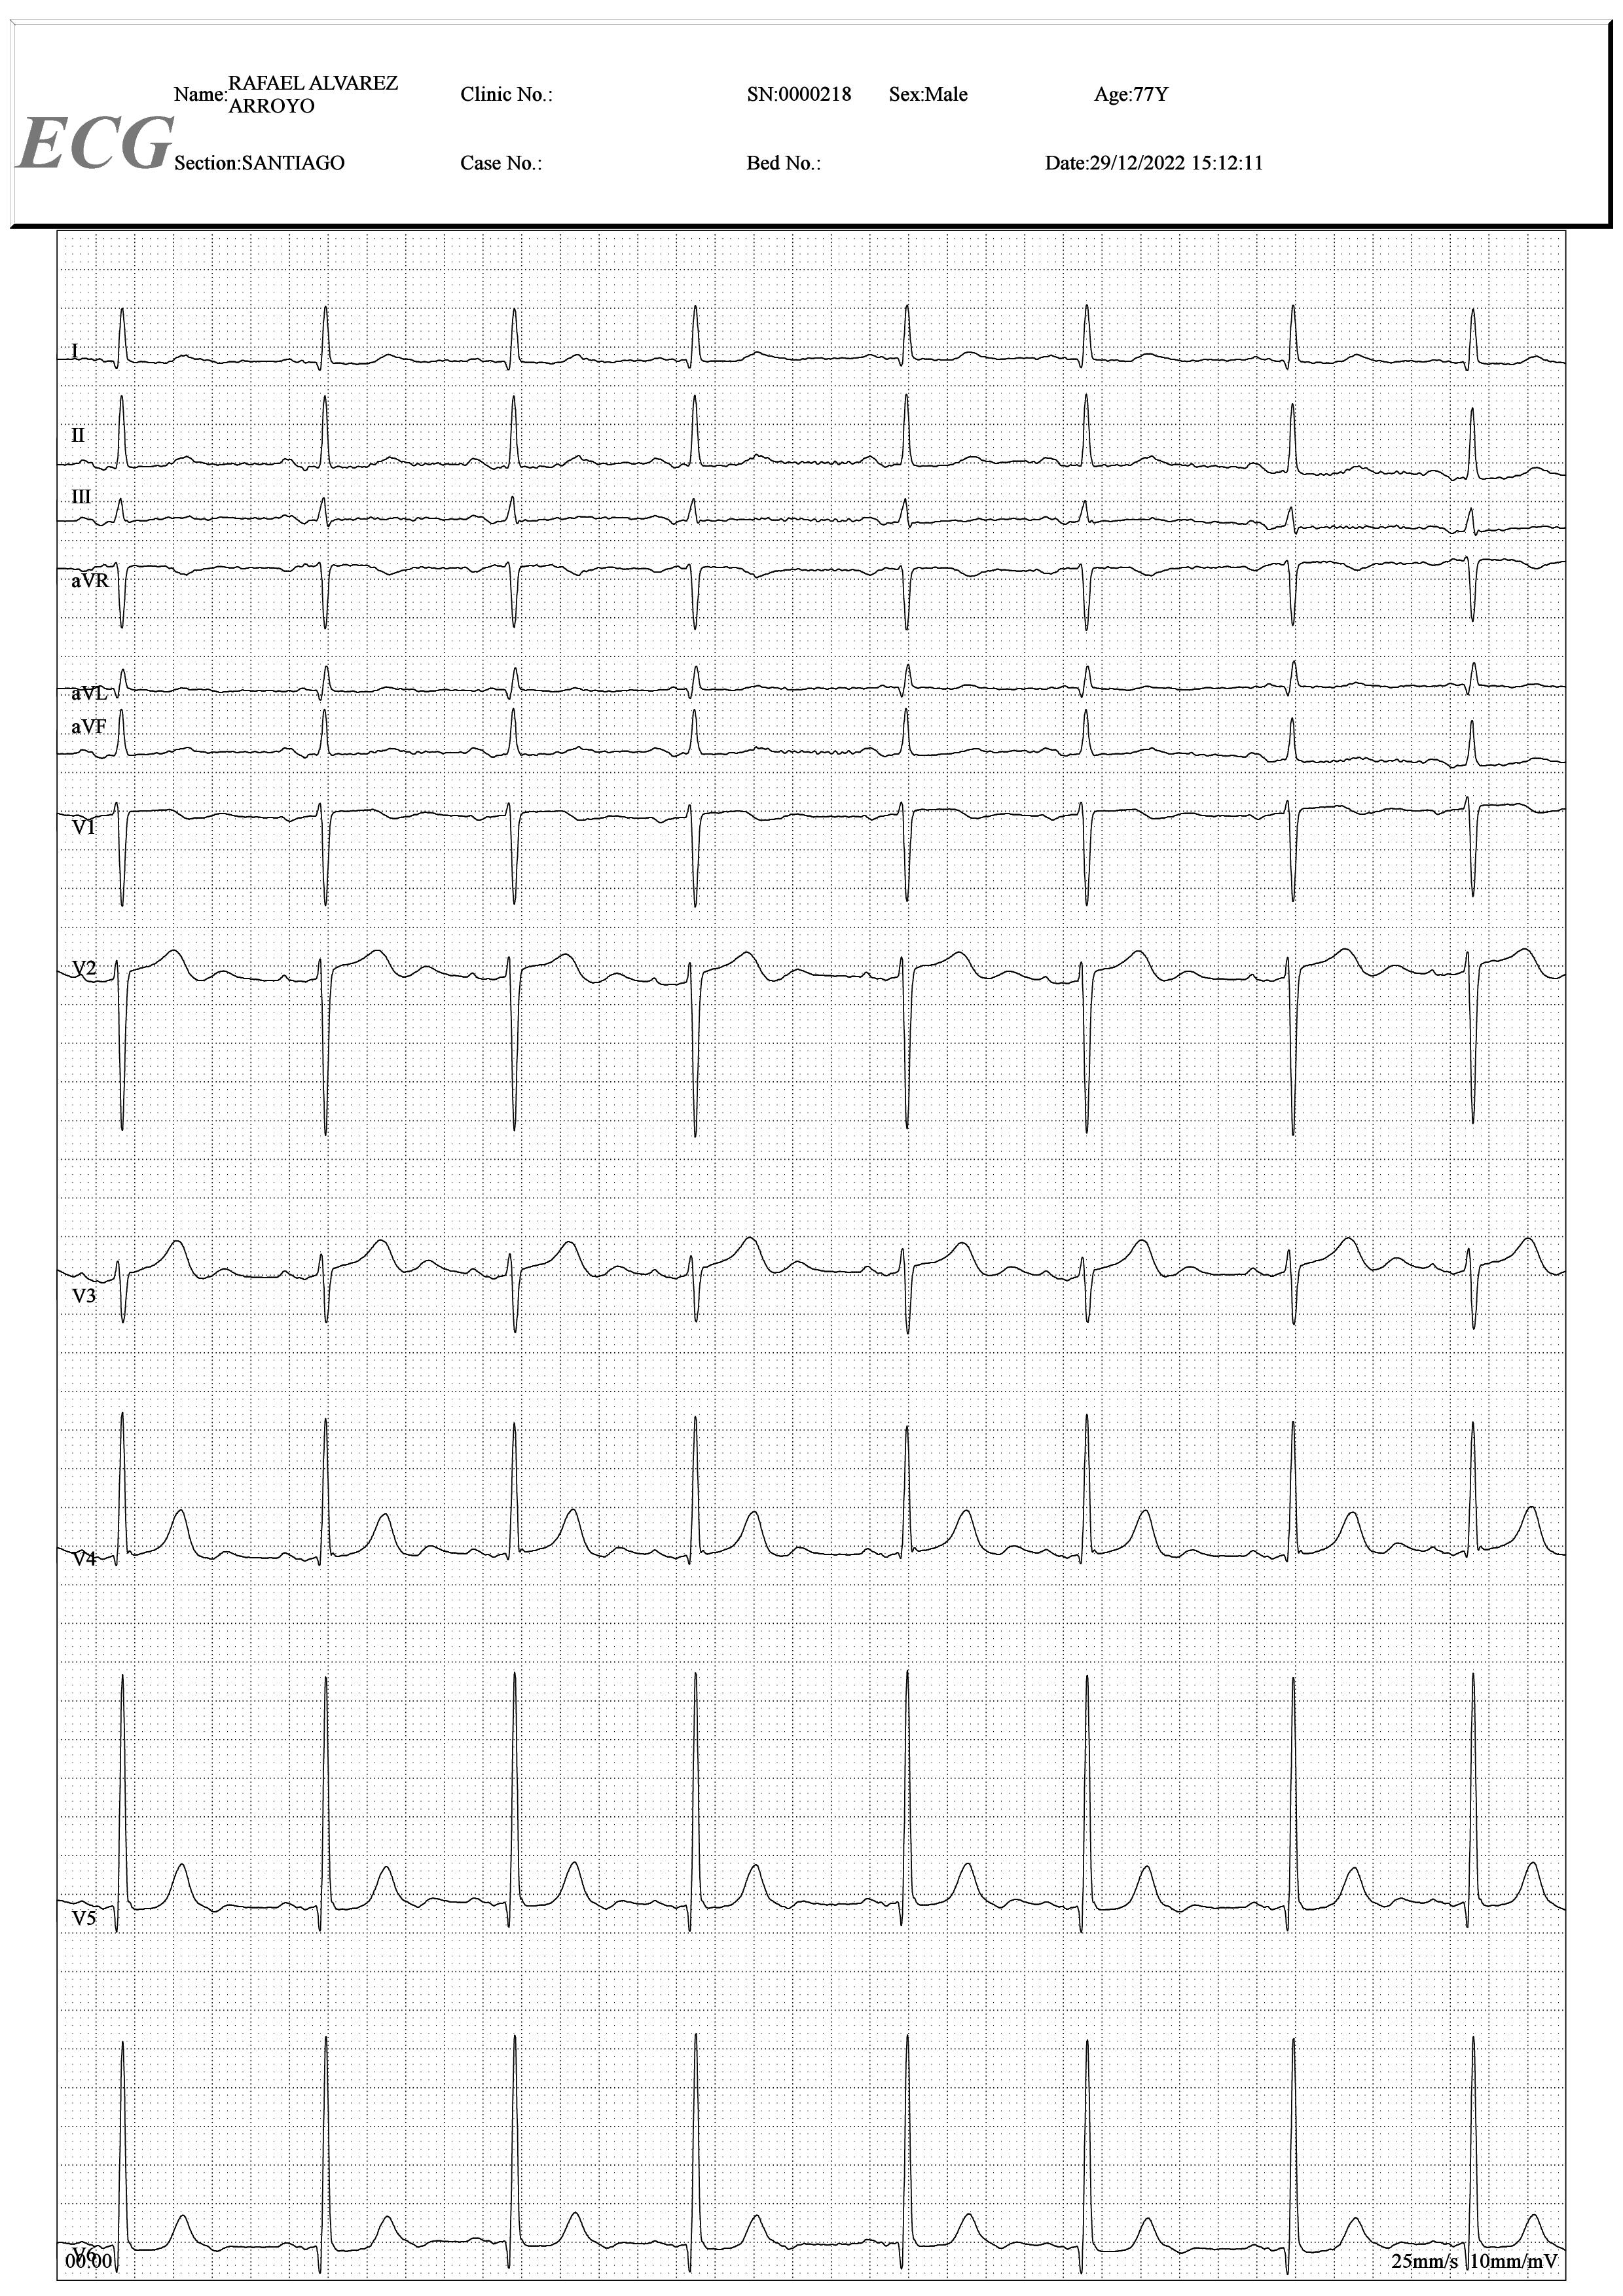 ECG
Name: RAFAEL ALVAREZ ARROYO
Clinic No.:
SN:0000218
Sex:Male
Age:77Y
Section:SANTIAGO
Case No.:
Bed No.:
Date:29/12/2022 15:12:11
I
II
III
aVR
aVL
aVF
V1
V2
V3
V4
V5
V6
00:00
25mm/s 10mm/mV